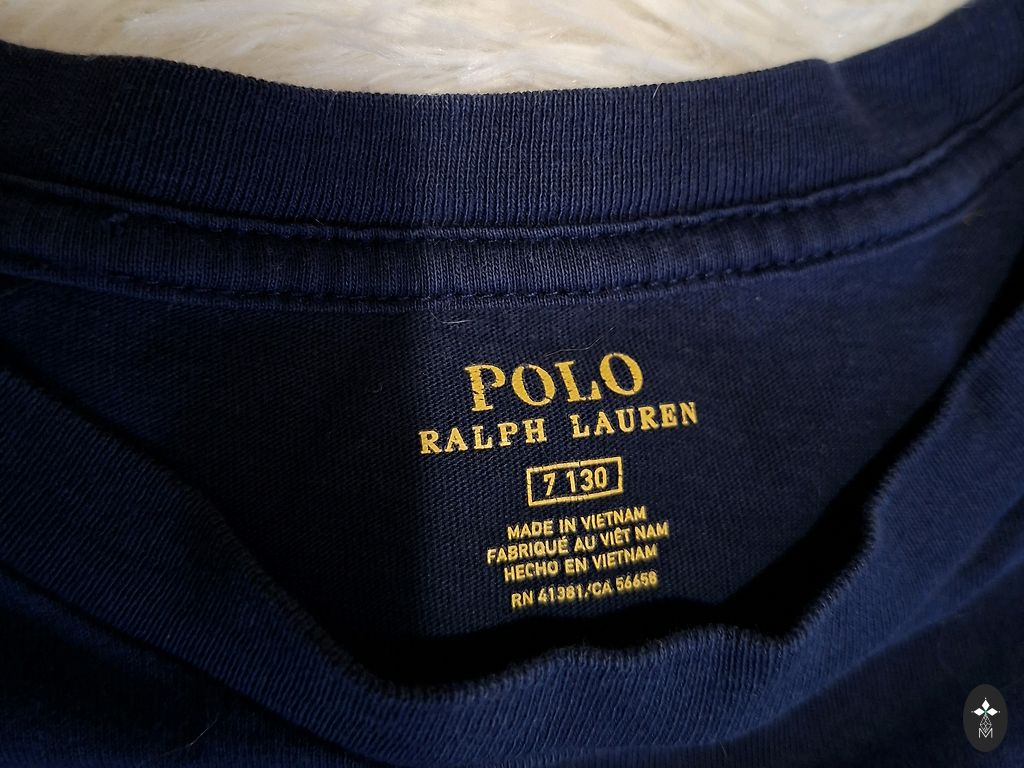 POLO
RALPH LAUREN
7 130
MADE IN VIETNAM
FABRIQUÉ AU VIÊT NAM
HECHO EN VIETNAM
RN 41381/CA 56658
M